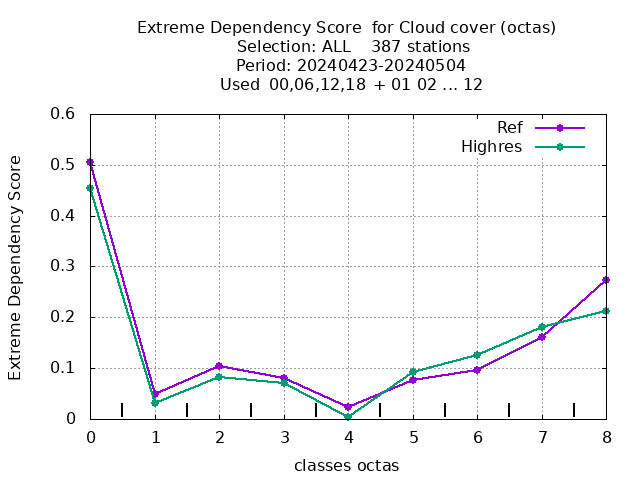 Extreme Dependency Score  for Cloud cover (octas)
Selection: ALL    387 stations
Period: 20240423-20240504
Used  00,06,12,18  + 01 02 ... 12
Ref
Highres
Extreme Dependency Score
0.6
0.5
0.4
0.3
0.2
0.1
0
0 1 2 3 4 5 6 7 8
classes octas